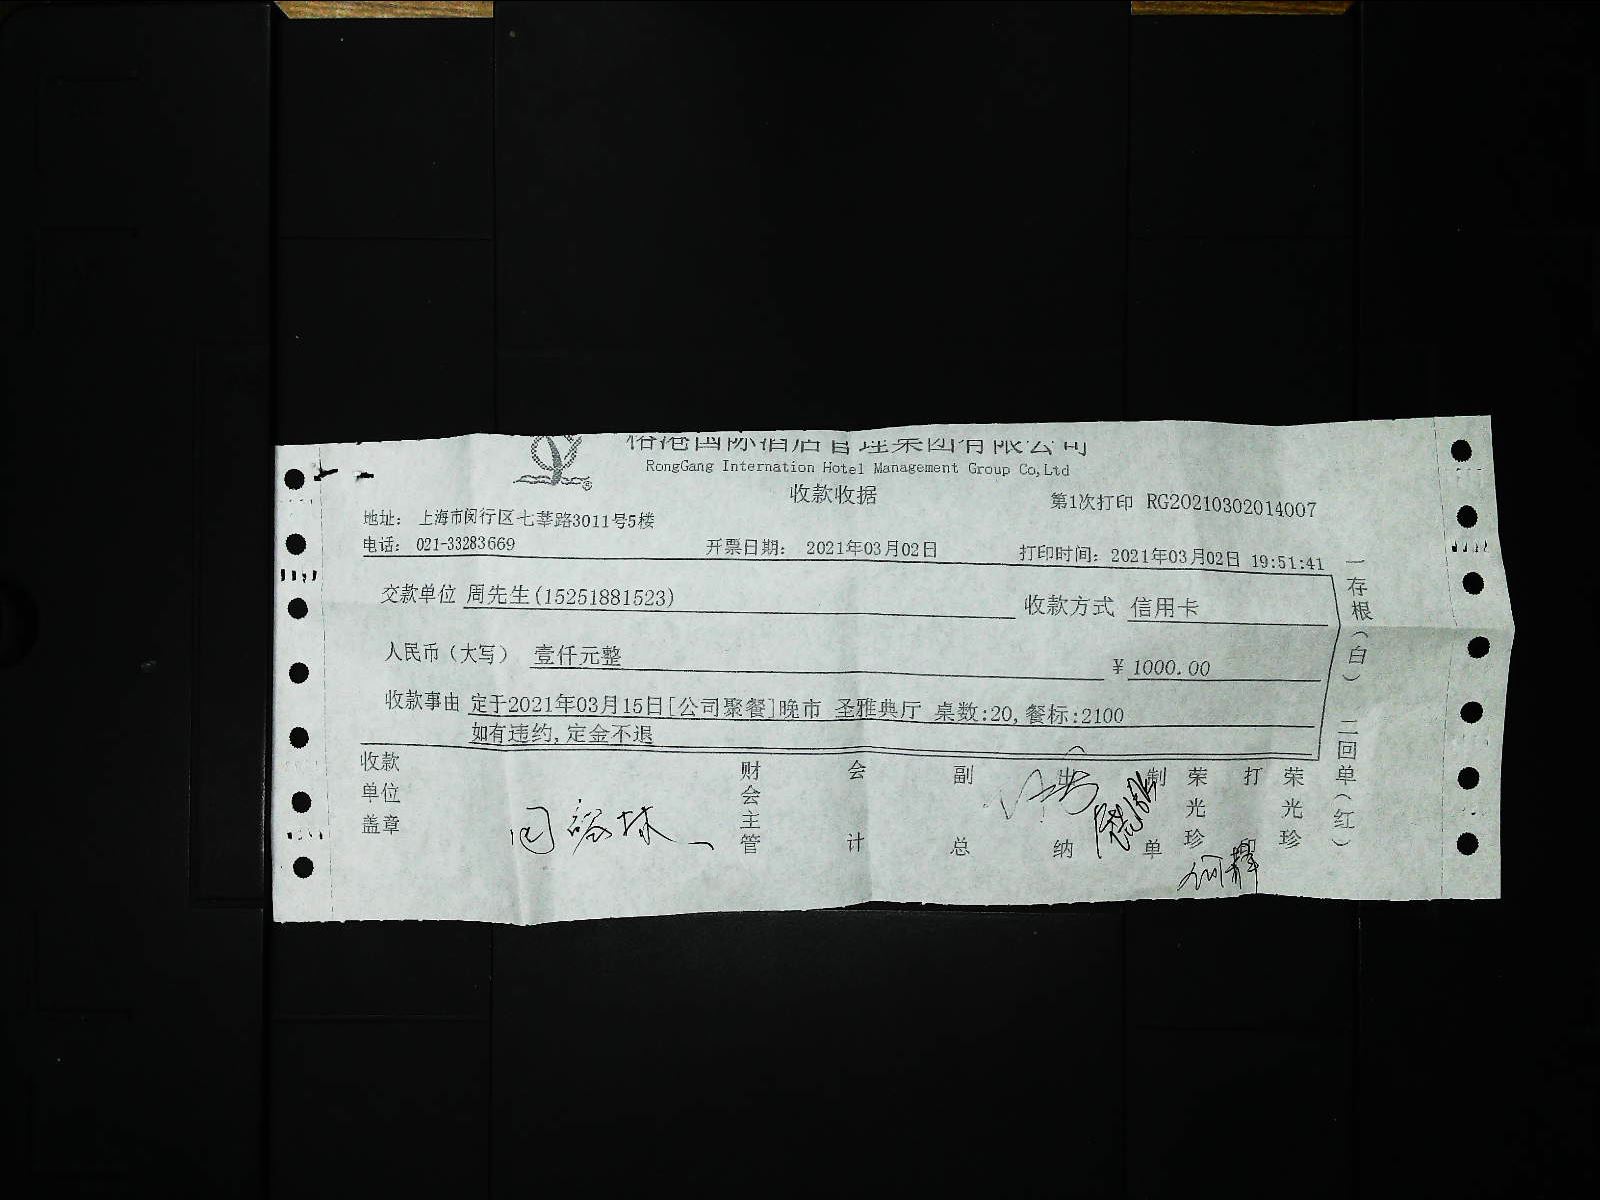 榕港国际酒店管理集团有限公司
RongGang Internation Hotel Management Group Co,Ltd
收款收据
第1次打印 RG20210302014007
地址: 上海市闵行区七莘路3011号5楼
电话: 021-33283669 开票日期: 2021年03月02日 打印时间: 2021年03月02日 19:51:41
交款单位 周先生(15251881523) 收款方式 信用卡
人民币(大写) 壹仟元整 ¥ 1000.00
收款事由 定于2021年03月15日[公司聚餐]晚市 圣雅典厅 桌数:20,餐标:2100
如有违约,定金不退
收款单位盖章 财会主管 会计 副总 出纳 制单 荣光珍 打印 荣光珍
一存根(白) 二回单(红)